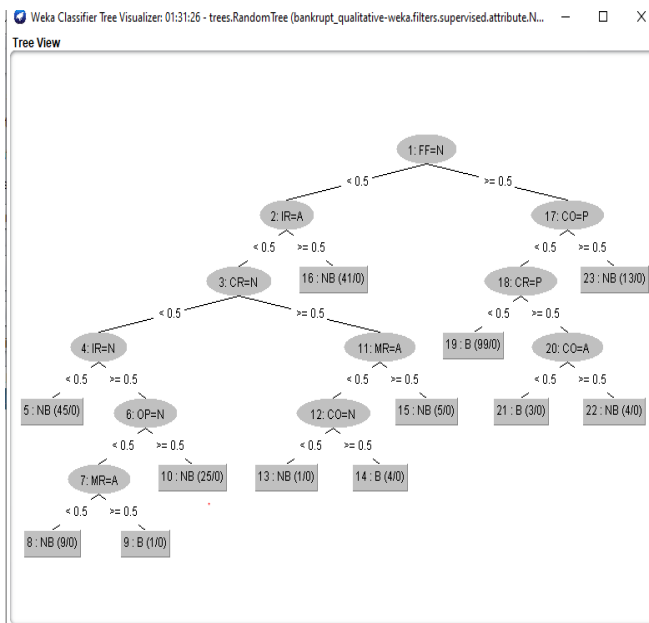 Weka Classifier Tree Visualizer: 01:31:26 - trees.RandomTree (bankrupt_qualitative-weka.filters.supervised.attribute.N...
Tree View
1: FF=N
< 0.5 >= 0.5
2: IR=A 17: CO=P
< 0.5 >= 0.5 < 0.5 >= 0.5
3: CR=N 16 : NB (41/0) 18: CR=P 23 : NB (13/0)
< 0.5 >= 0.5 < 0.5 >= 0.5
4: IR=N 11: MR=A 19 : B (99/0) 20: CO=A
< 0.5 >= 0.5 < 0.5 >= 0.5 < 0.5 >= 0.5
5 : NB (45/0) 6: OP=N 12: CO=N 15 : NB (5/0) 21 : B (3/0) 22 : NB (4/0)
< 0.5 >= 0.5 < 0.5 >= 0.5
7: MR=A 10 : NB (25/0) 13 : NB (1/0) 14 : B (4/0)
< 0.5 >= 0.5
8 : NB (9/0) 9 : B (1/0)